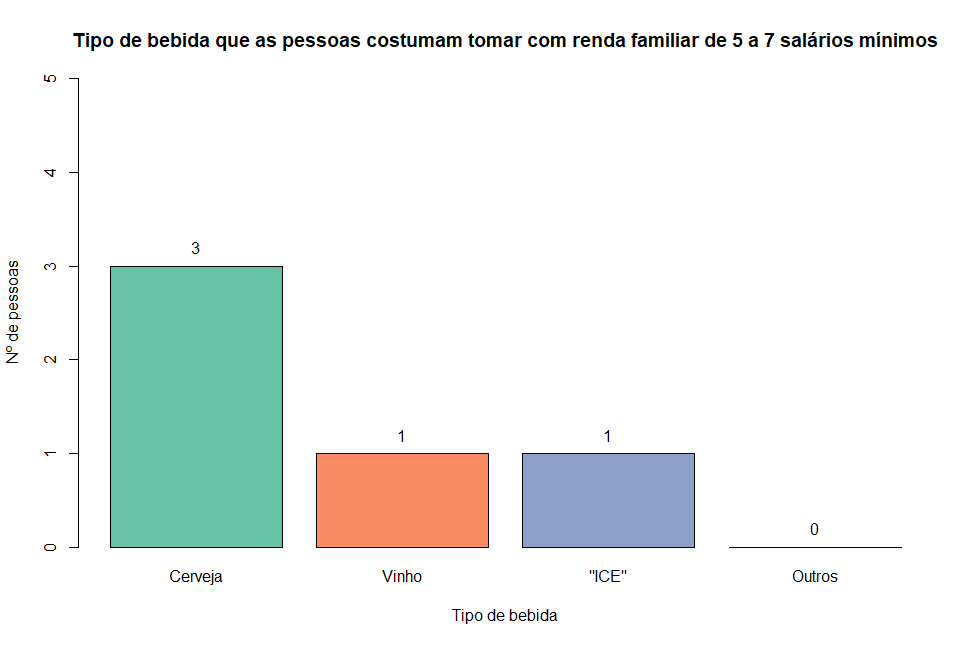 Tipo de bebida que as pessoas costumam tomar com renda familiar de 5 a 7 salários mínimos
Nº de pessoas
5
4
3
2
1
0
3
1
1
0
Cerveja
Vinho
"ICE"
Outros
Tipo de bebida